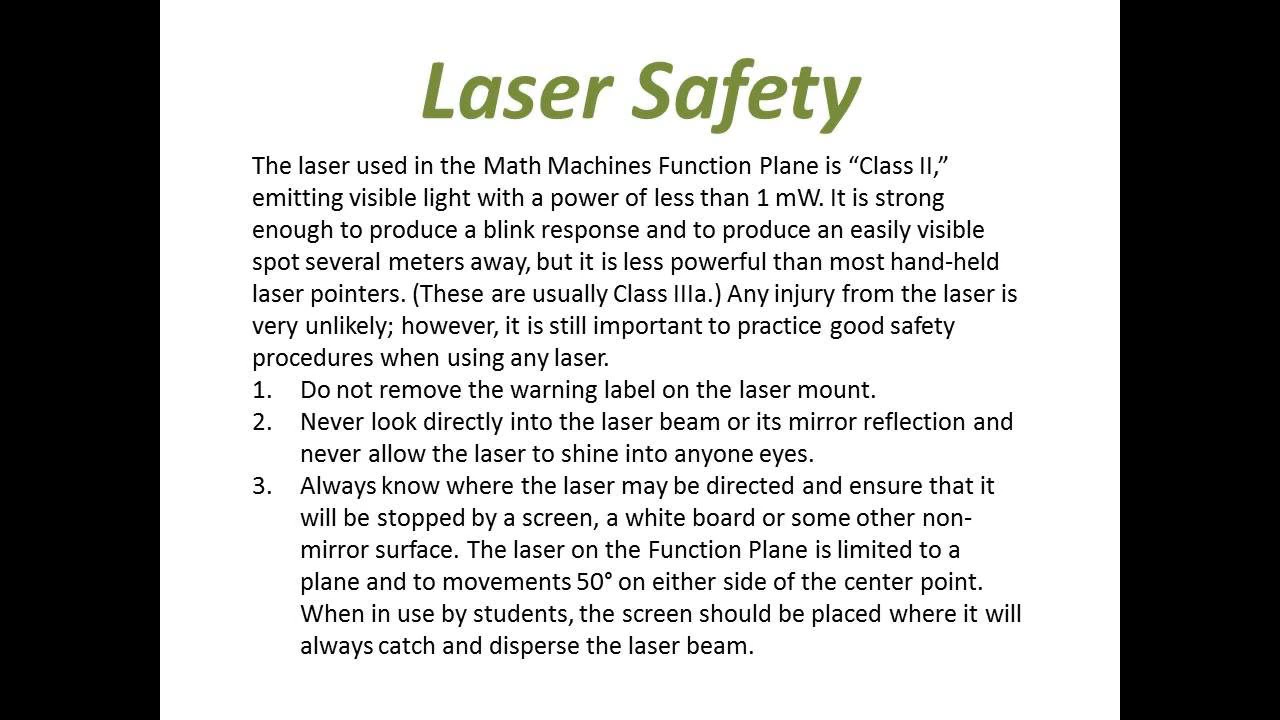 Laser Safety
The laser used in the Math Machines Function Plane is “Class II,”
emitting visible light with a power of less than 1 mW. It is strong
enough to produce a blink response and to produce an easily visible
spot several meters away, but it is less powerful than most hand-held
laser pointers. (These are usually Class IIIa.) Any injury from the laser is
very unlikely; however, it is still important to practice good safety
procedures when using any laser.
1. Do not remove the warning label on the laser mount.
2. Never look directly into the laser beam or its mirror reflection and
never allow the laser to shine into anyone eyes.
3. Always know where the laser may be directed and ensure that it
will be stopped by a screen, a white board or some other non-
mirror surface. The laser on the Function Plane is limited to a
plane and to movements 50° on either side of the center point.
When in use by students, the screen should be placed where it will
always catch and disperse the laser beam.